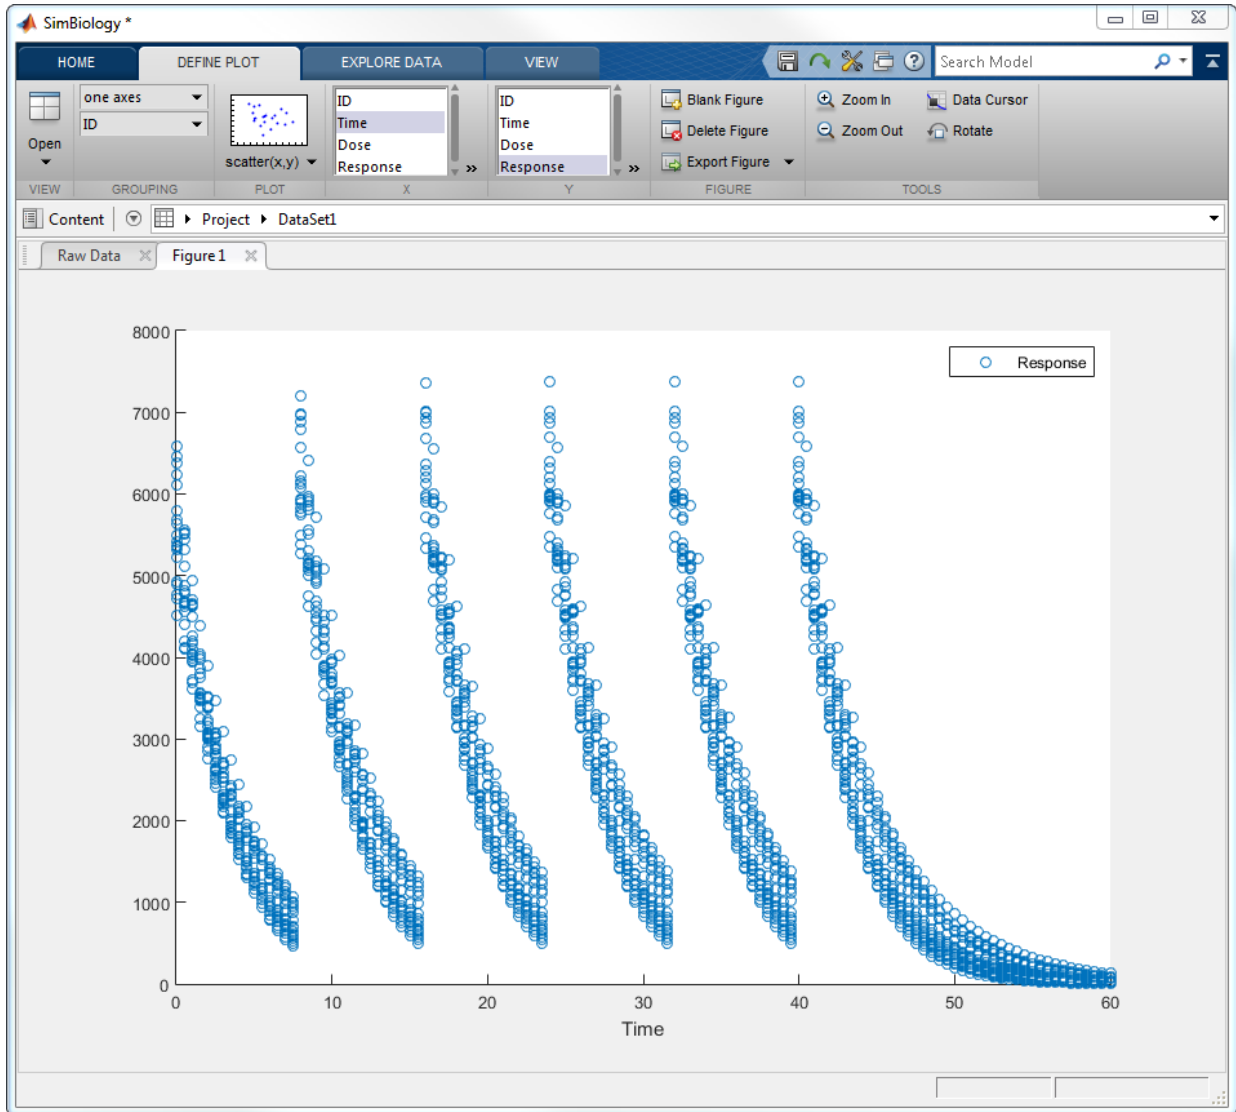 SimBiology *
HOME DEFINE PLOT EXPLORE DATA VIEW Search Model
Open
VIEW
one axes
ID
GROUPING
scatter(x,y)
PLOT
ID
Time
Dose
Response
X
ID
Time
Dose
Response
Y
Blank Figure
Delete Figure
Export Figure
FIGURE
Zoom In Data Cursor
Zoom Out Rotate
TOOLS
Content Project DataSet1
Raw Data Figure 1
Response
8000
7000
6000
5000
4000
3000
2000
1000
0
0 10 20 30 40 50 60
Time